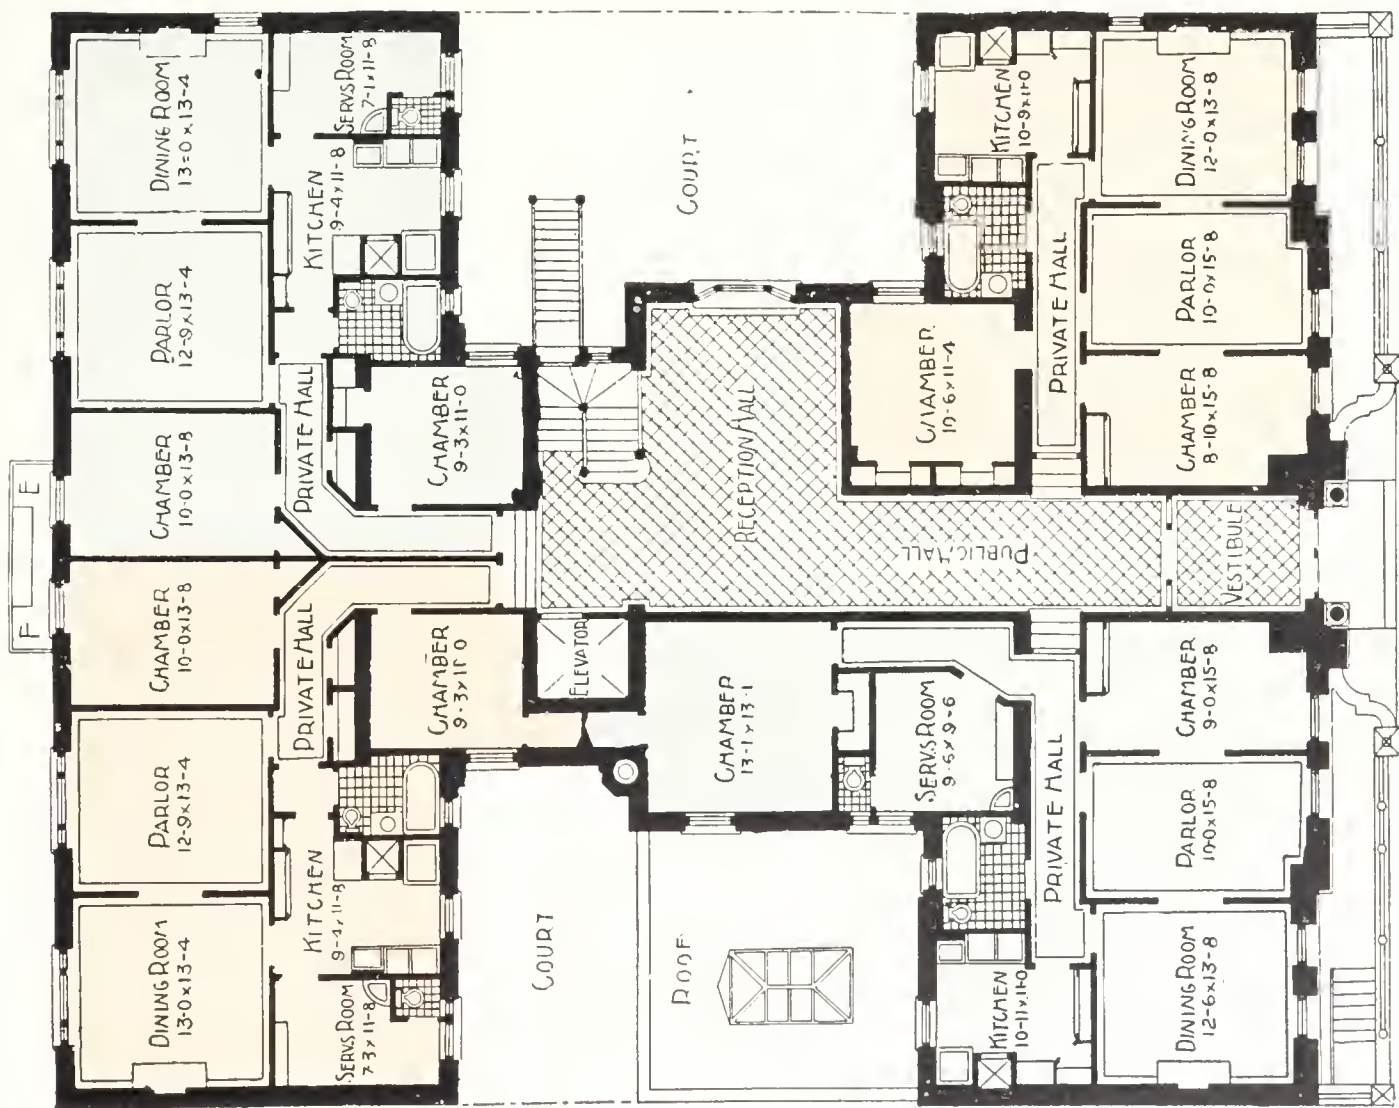 DINING ROOM
13-0 x 13-4
SERVS ROOM
7-1 x 11-8
KITCHEN
9-4 x 11-8
PARLOR
12-9 x 13-4
CHAMBER
10-0 x 13-8
PRIVATE HALL
CHAMBER
9-3 x 11-0
F E
CHAMBER
10-0 x 13-8
PRIVATE HALL
CHAMBER
9-3 x 11-0
PARLOR
12-9 x 13-4
KITCHEN
9-4 x 11-8
DINING ROOM
13-0 x 13-4
SERVS ROOM
7-3 x 11-8
COURT
COURT
ROOF
RECEPTION HALL
PUBLIC HALL
VESTIBULE
ELEVATOR
KITCHEN
10-9 x 11-0
DINING ROOM
12-0 x 13-8
PRIVATE HALL
PARLOR
10-0 x 15-8
CHAMBER
10-6 x 11-4
CHAMBER
8-10 x 15-8
CHAMBER
13-1 x 13-1
SERVS ROOM
9-6 x 9-6
PRIVATE HALL
CHAMBER
9-0 x 15-8
PARLOR
10-0 x 15-8
KITCHEN
10-11 x 11-0
DINING ROOM
12-6 x 13-8